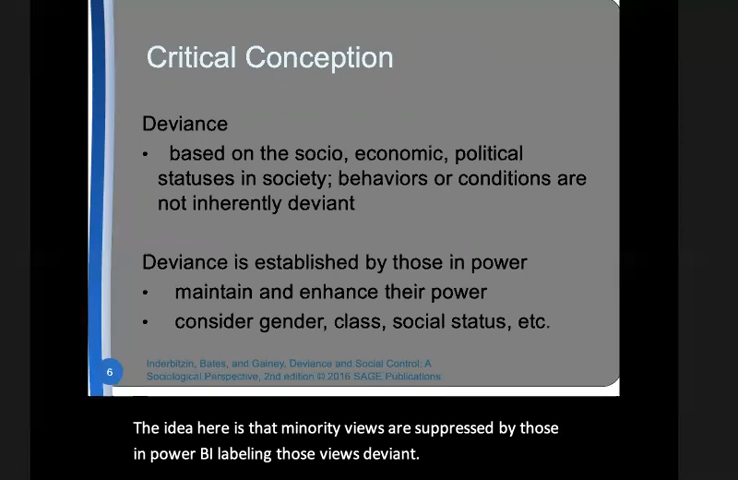 Critical Conception
Deviance
• based on the socio, economic, political
statuses in society; behaviors or conditions are
not inherently deviant
Deviance is established by those in power
• maintain and enhance their power
• consider gender, class, social status, etc.
6
Inderbitzin, Bates, and Gainey, Deviance and Social Control: A
Sociological Perspective, 2nd edition © 2016 SAGE Publications
The idea here is that minority views are suppressed by those
in power BI labeling those views deviant.